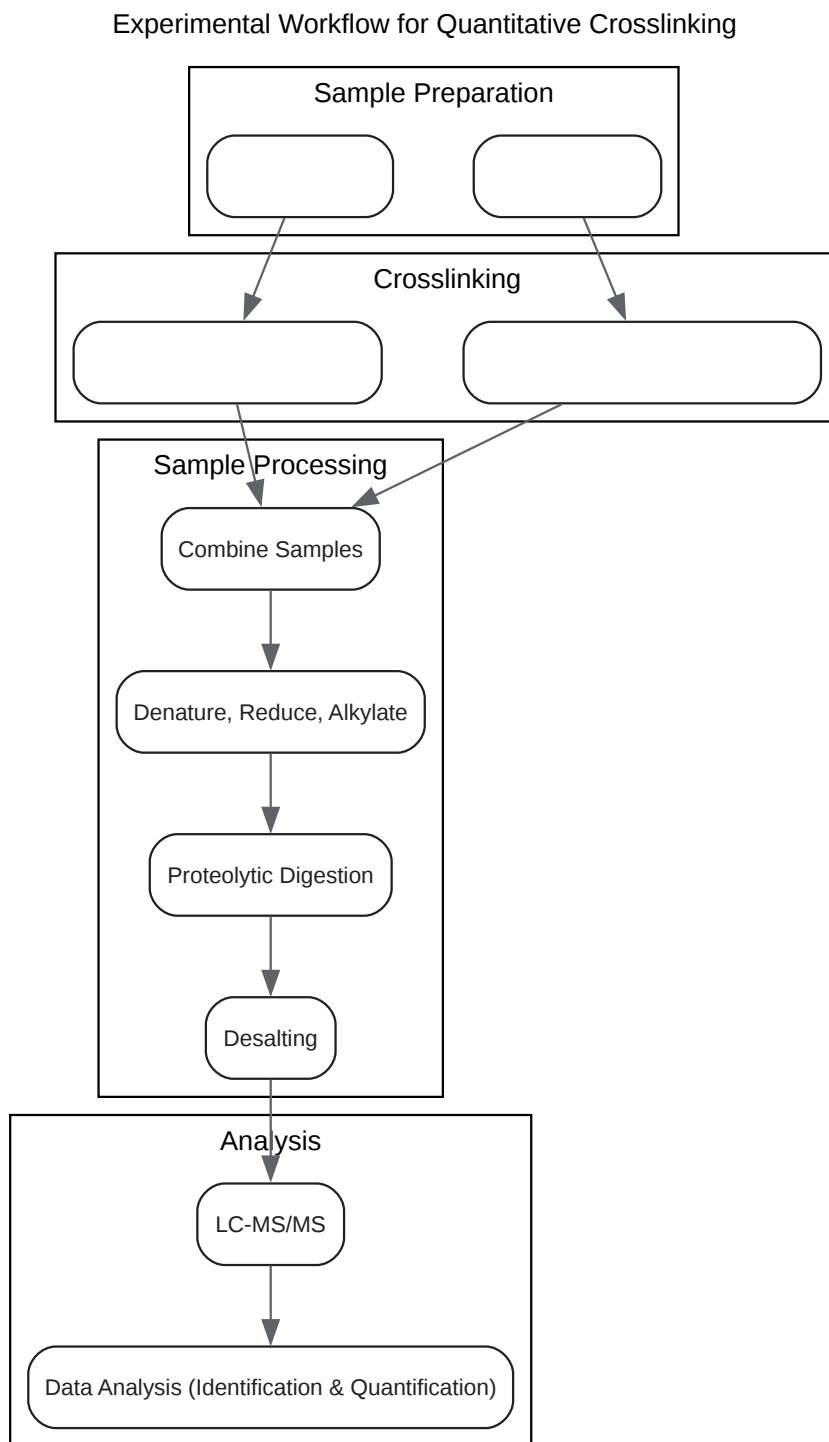 Experimental Workflow for Quantitative Crosslinking
Sample Preparation
Crosslinking
Sample Processing
Combine Samples
Denature, Reduce, Alkylate
Proteolytic Digestion
Desalting
Analysis
LC-MS/MS
Data Analysis (Identification & Quantification)